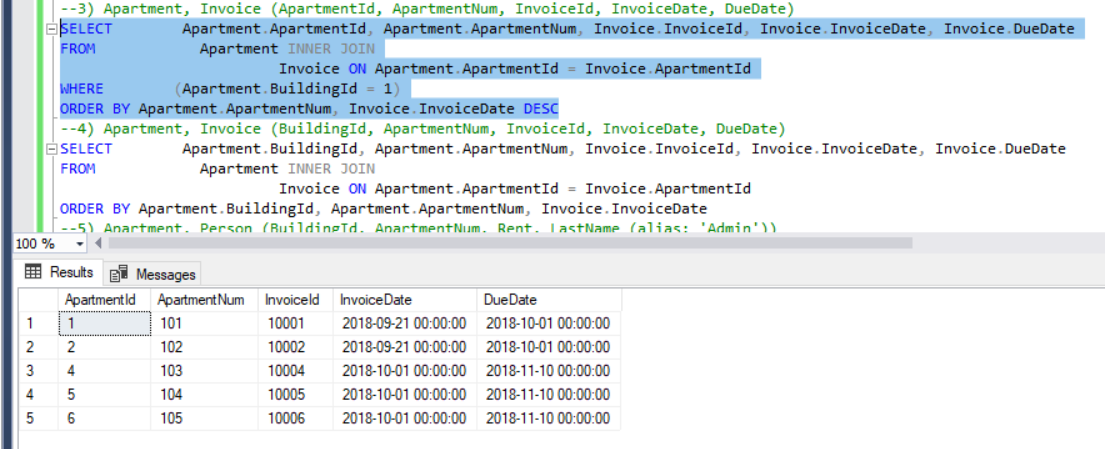 --3) Apartment, Invoice (ApartmentId, ApartmentNum, InvoiceId, InvoiceDate, DueDate)
SELECT Apartment.ApartmentId, Apartment.ApartmentNum, Invoice.InvoiceId, Invoice.InvoiceDate, Invoice.DueDate
FROM Apartment INNER JOIN
Invoice ON Apartment.ApartmentId = Invoice.ApartmentId
WHERE (Apartment.BuildingId = 1)
ORDER BY Apartment.ApartmentNum, Invoice.InvoiceDate DESC
--4) Apartment, Invoice (BuildingId, ApartmentNum, InvoiceId, InvoiceDate, DueDate)
SELECT Apartment.BuildingId, Apartment.ApartmentNum, Invoice.InvoiceId, Invoice.InvoiceDate, Invoice.DueDate
FROM Apartment INNER JOIN
Invoice ON Apartment.ApartmentId = Invoice.ApartmentId
ORDER BY Apartment.BuildingId, Apartment.ApartmentNum, Invoice.InvoiceDate
--5) Apartment, Person (BuildingId, ApartmentNum, Rent, LastName (alias: 'Admin'))
100 %
Results Messages
ApartmentId ApartmentNum InvoiceId InvoiceDate DueDate
1 1 101 10001 2018-09-21 00:00:00 2018-10-01 00:00:00
2 2 102 10002 2018-09-21 00:00:00 2018-10-01 00:00:00
3 4 103 10004 2018-10-01 00:00:00 2018-11-10 00:00:00
4 5 104 10005 2018-10-01 00:00:00 2018-11-10 00:00:00
5 6 105 10006 2018-10-01 00:00:00 2018-11-10 00:00:00